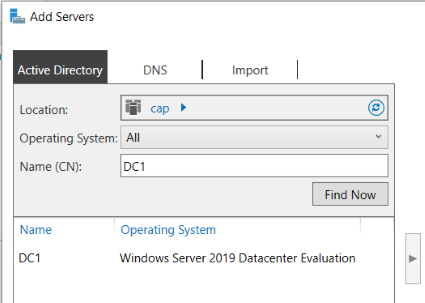 Add Servers
Active Directory DNS Import
Location: cap
Operating System: All
Name (CN): DC1
Find Now
Name Operating System
DC1 Windows Server 2019 Datacenter Evaluation